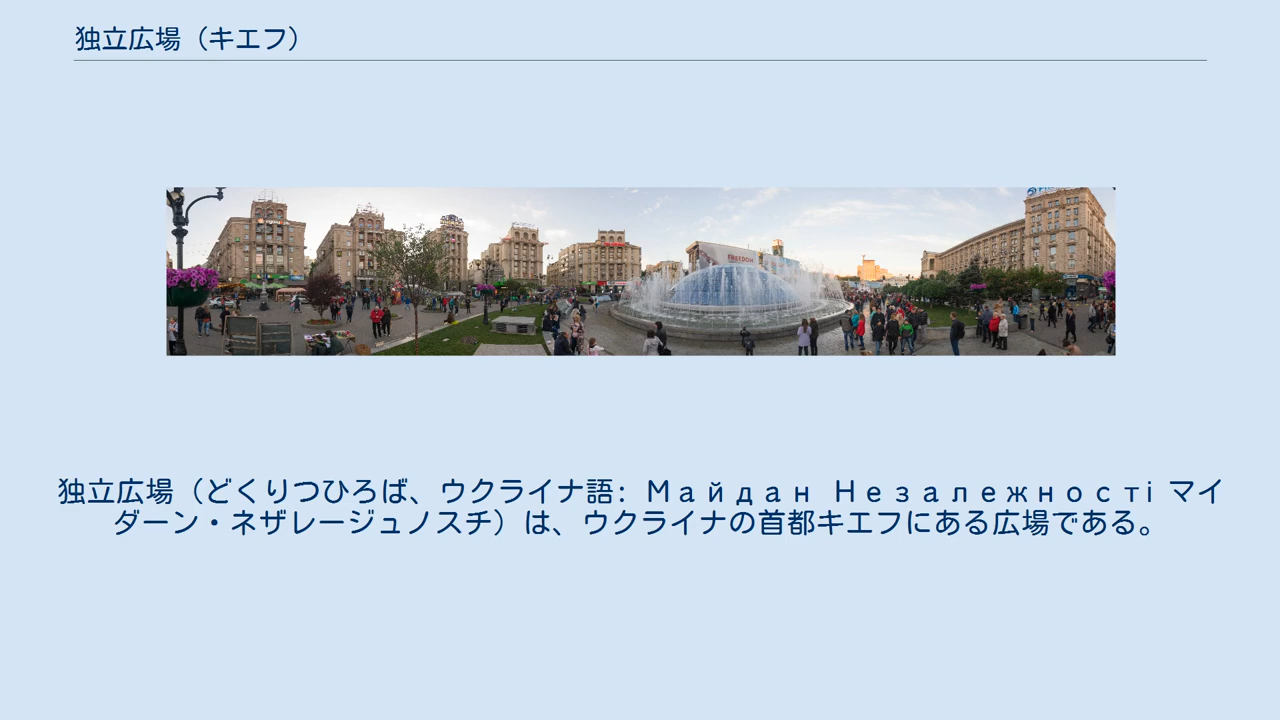 独立広場（キエフ）
FREEDOM
独立広場（どくりつひろば、ウクライナ語: Майдан Незалежності マイ
ダーン・ネザレージュノスチ）は、ウクライナの首都キエフにある広場である。